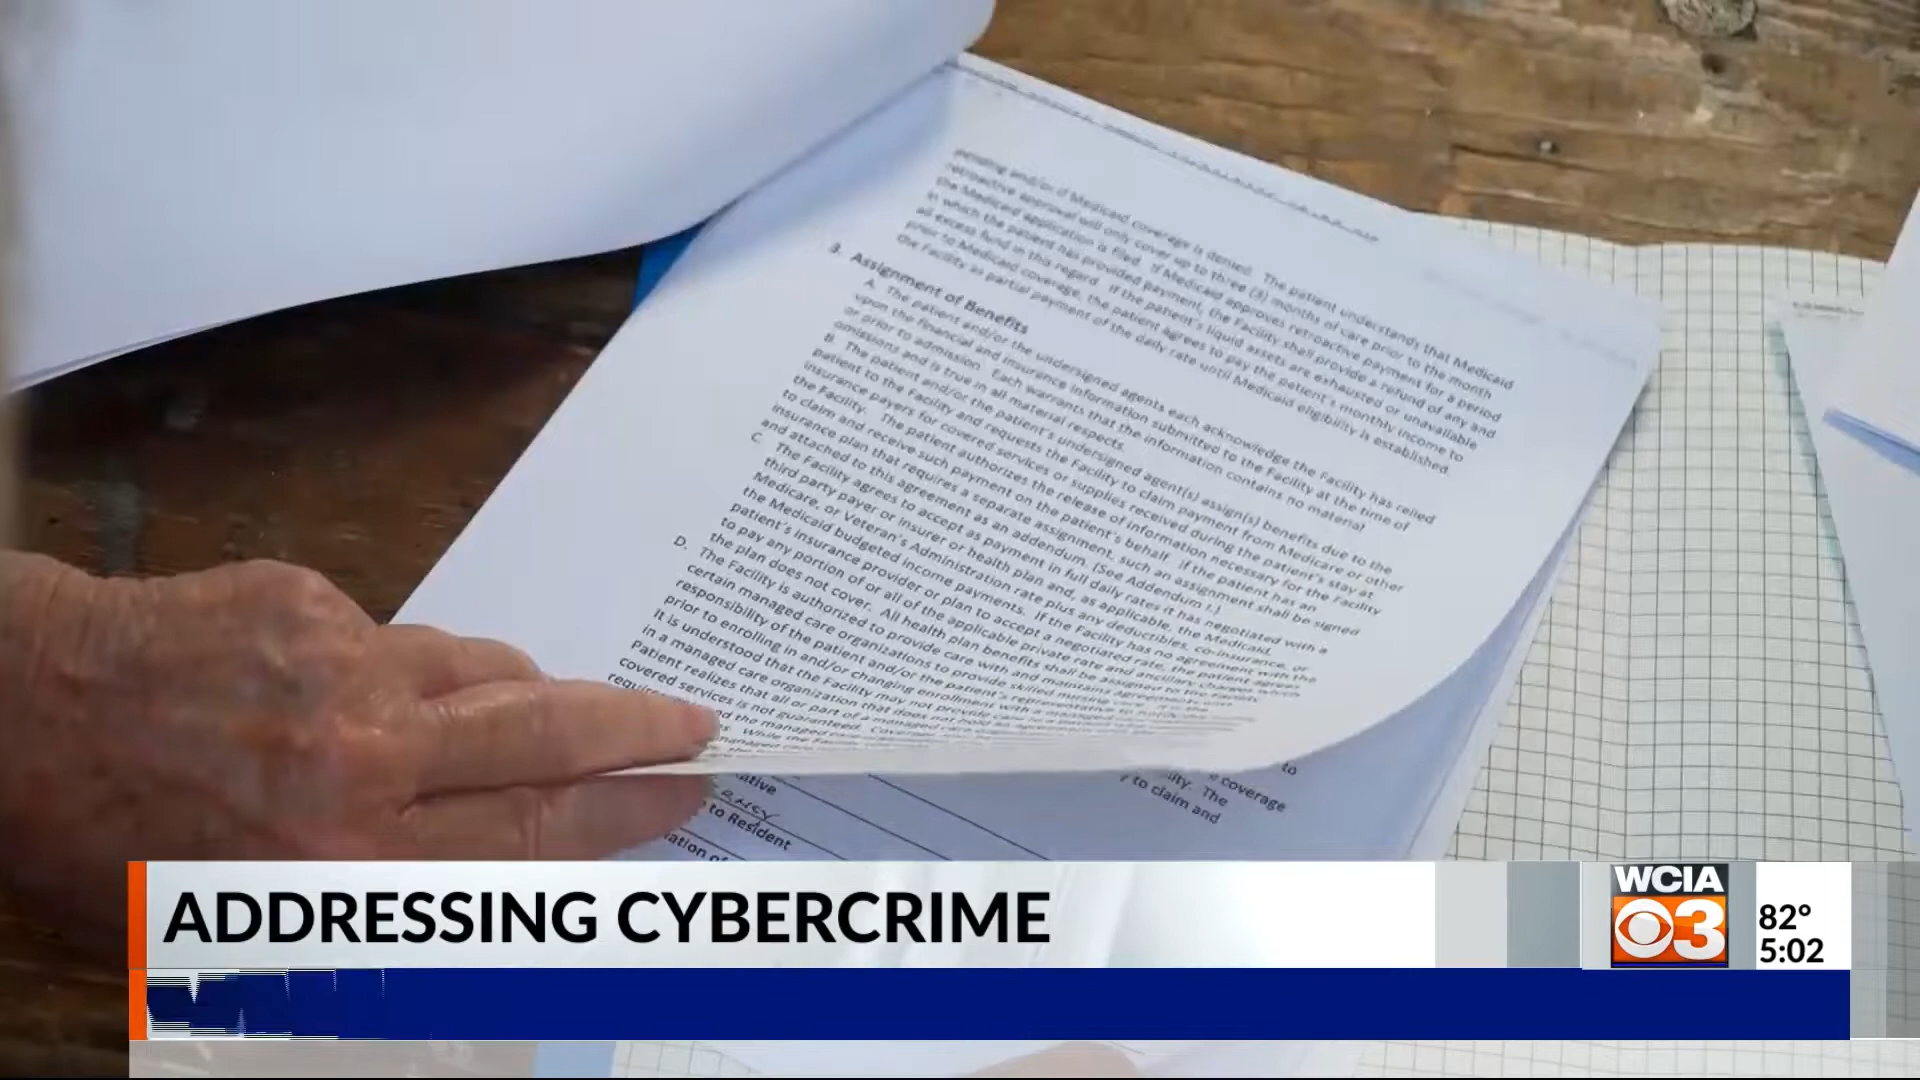 pending and/or if Medicaid coverage is denied. The patient understands that Medicaid
retroactive approval will only cover up to three (3) months of care prior to the month
the Medicaid application is filed. If Medicaid approves retroactive payment for a period
in which the patient has provided payment, the Facility shall provide a refund of any and
all excess fund in this regard. If the patient's liquid assets are exhausted or unavailable
prior to Medicaid coverage, the patient agrees to pay the patient's monthly income to
the Facility as partial payment of the daily rate until Medicaid eligibility is established.
3. Assignment of Benefits
A. The patient and/or the undersigned agents each acknowledge the Facility has relied
upon the financial and insurance information submitted to the Facility at the time of
or prior to admission. Each warrants that the information contains no material
omissions and is true in all material respects.
B. The patient and/or the patient's undersigned agent(s) assign(s) benefits due to the
patient to the Facility and requests the Facility to claim payment from Medicare or other
insurance payers for covered services or supplies received during the patient's stay at
the Facility. The patient authorizes the release of information necessary for the Facility
to claim and receive such payment on the patient's behalf. If the patient has an
insurance plan that requires a separate assignment, such an assignment shall be signed
and attached to this agreement as an addendum. (See Addendum I.)
C. The Facility agrees to accept as payment in full daily rates it has negotiated with a
third party payer or insurer or health plan and, as applicable, the Medicaid,
Medicare, or Veteran's Administration rate plus any deductibles, co-insurance, or
the Medicaid budgeted income payments. If the Facility has no agreement with the
patient's insurance provider or plan to accept a negotiated rate, the patient agrees
to pay any portion of or all of the applicable private rate and ancillary charges which
the plan does not cover. All health plan benefits shall be assigned to the
D. The Facility is authorized to provide care with and maintains
certain managed care organizations to provide skilled
responsibility of the patient and/or the patient's representative
prior to enrolling in and/or changing enrollment with a managed
It is understood that the Facility may not provide care
in a managed care organization that does not
Patient realizes that all or part of a
covered services is not guaranteed.
and the managed care
While the
to
coverage
The
to claim and
to Resident
ADDRESSING CYBERCRIME
WCIA
3
82°
5:02